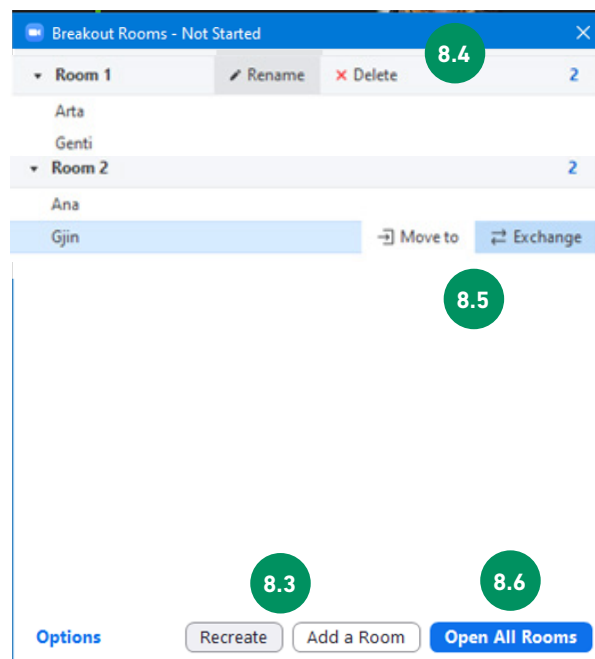 Breakout Rooms - Not Started
8.4
Room 1 Rename Delete 2
Arta
Genti
Room 2 2
Ana
Gjin Move to Exchange
8.5
8.3 8.6
Options Recreate Add a Room Open All Rooms